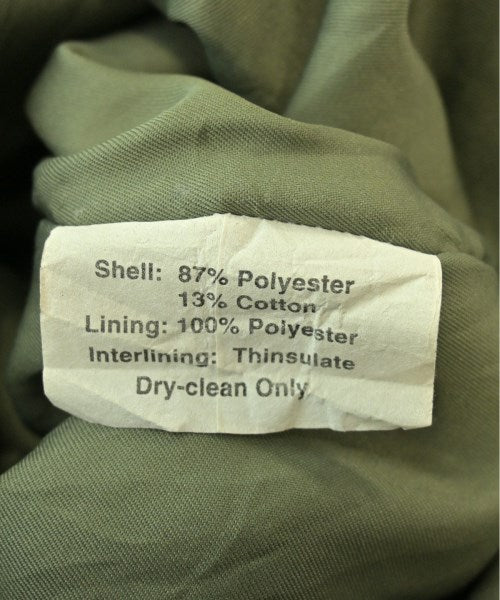 Shell: 87% Polyester
13% Cotton
Lining: 100% Polyester
Interlining: Thinsulate
Dry-clean Only